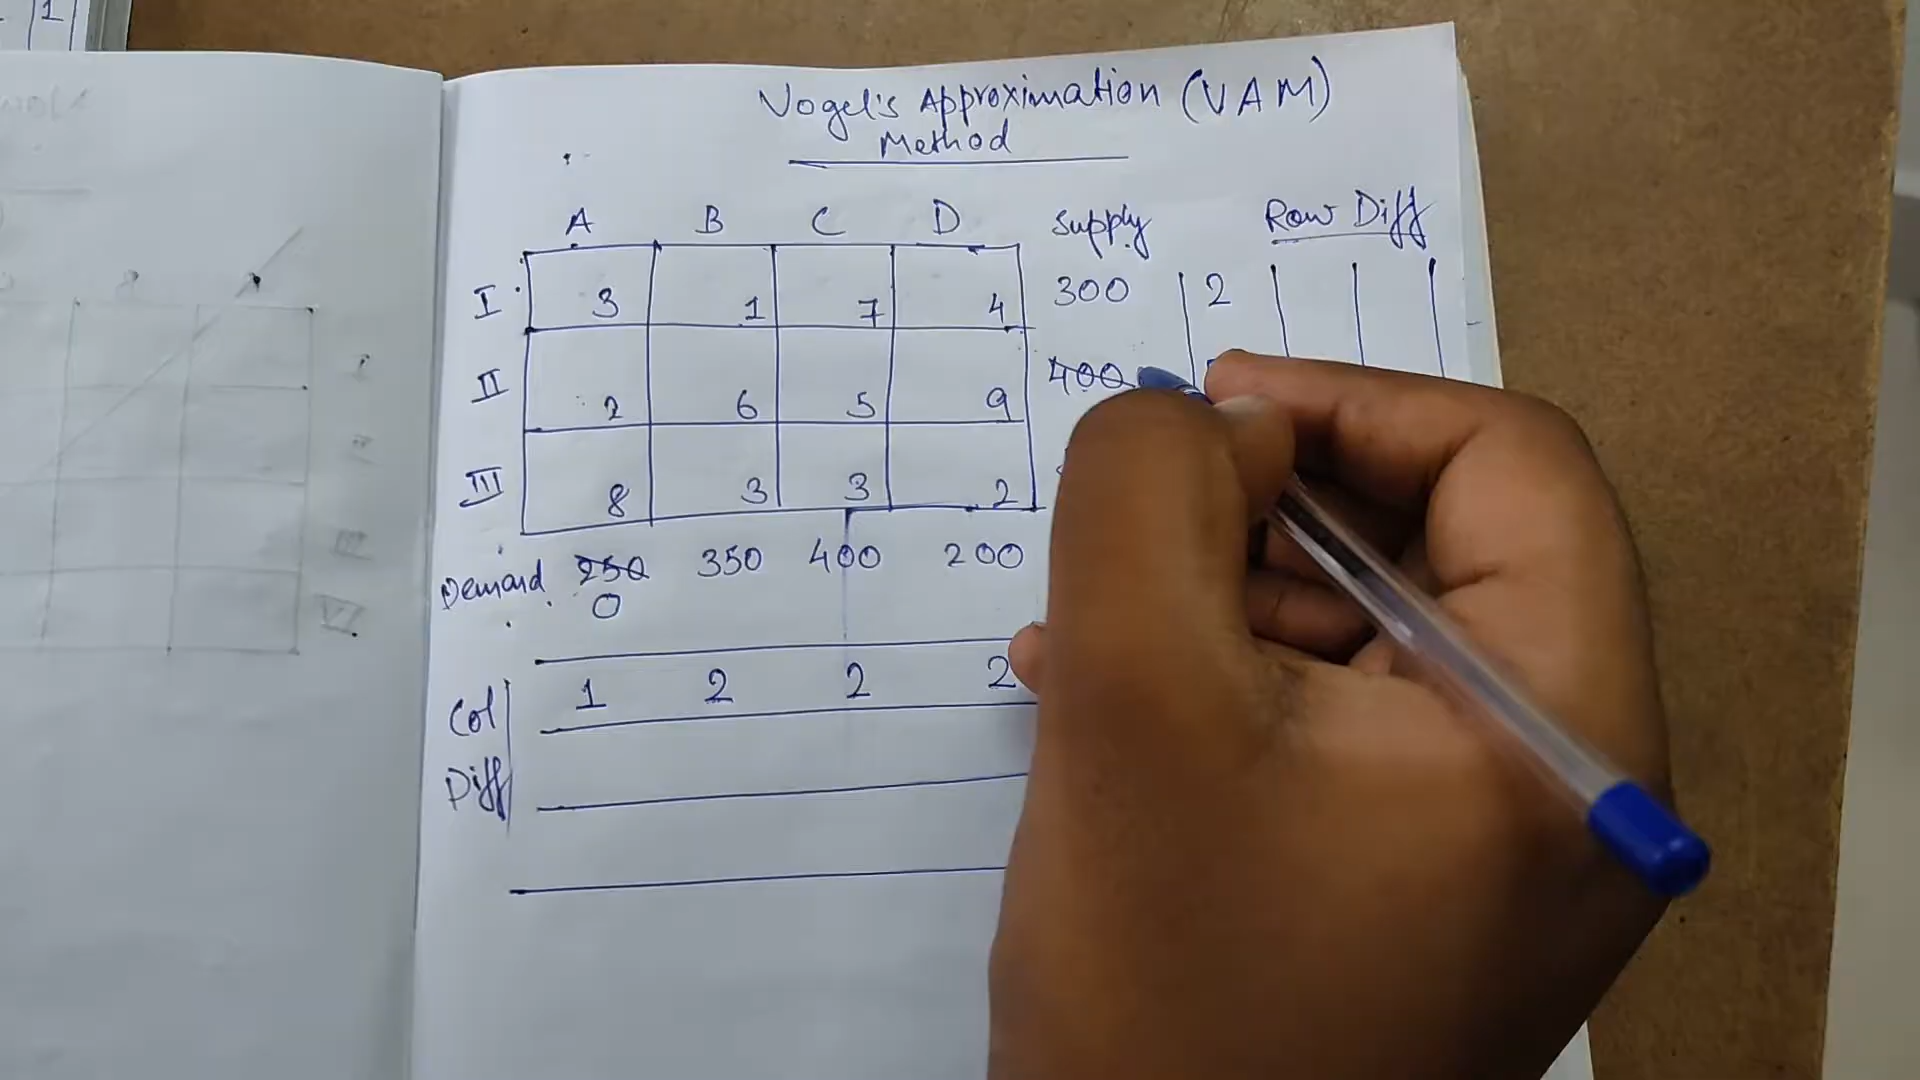 1
Vogel's Approximation (VAM)
Method
A B C D Supply Row Diff
I 3 1 7 4 300 2
II 2 6 5 9 400
III 8 3 3 2
Demand 250 350 400 200
0
1 2 2 2
Col
Diff